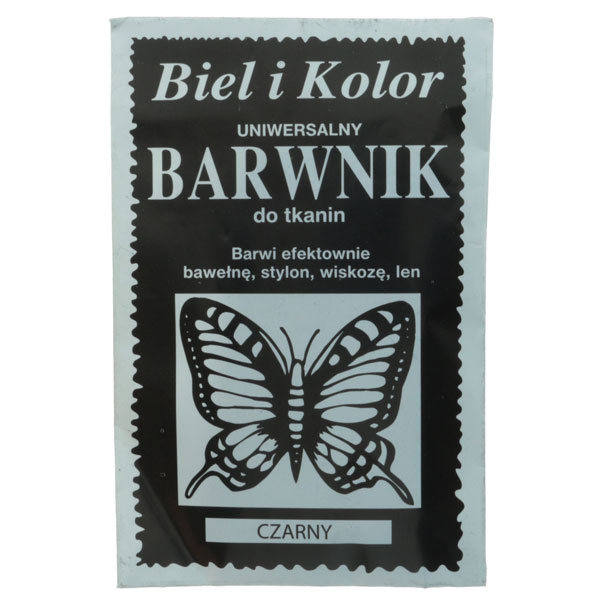 Biel i Kolor
UNIWERSALNY
BARWNIK
do tkanin
Barwi efektownie
bawełnę, stylon, wiskozę, len
CZARNY